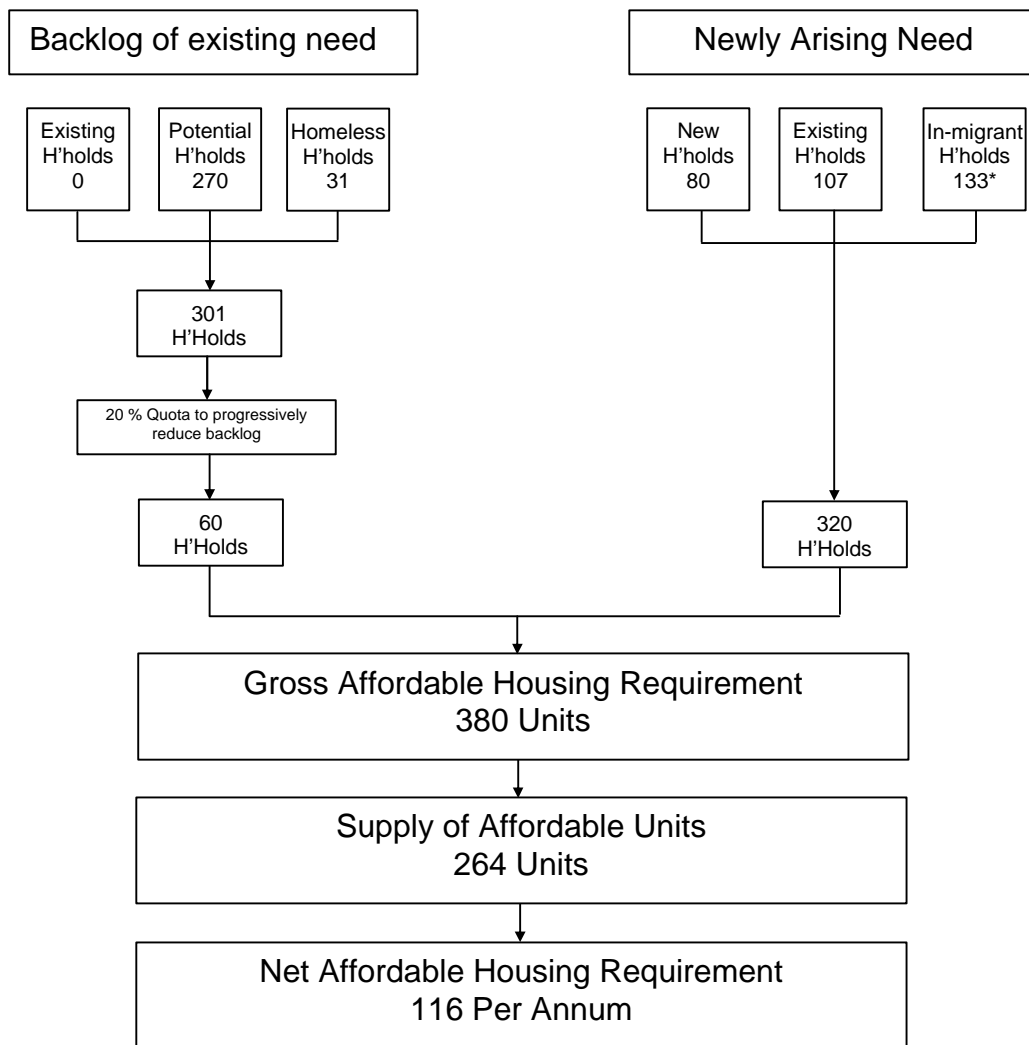 Backlog of existing need
Newly Arising Need
Existing
H'holds
0
Potential
H'holds
270
Homeless
H'holds
31
New
H'holds
80
Existing
H'holds
107
In-migrant
H'holds
133*
301
H'Holds
20 % Quota to progressively
reduce backlog
60
H'Holds
320
H'Holds
Gross Affordable Housing Requirement
380 Units
Supply of Affordable Units
264 Units
Net Affordable Housing Requirement
116 Per Annum